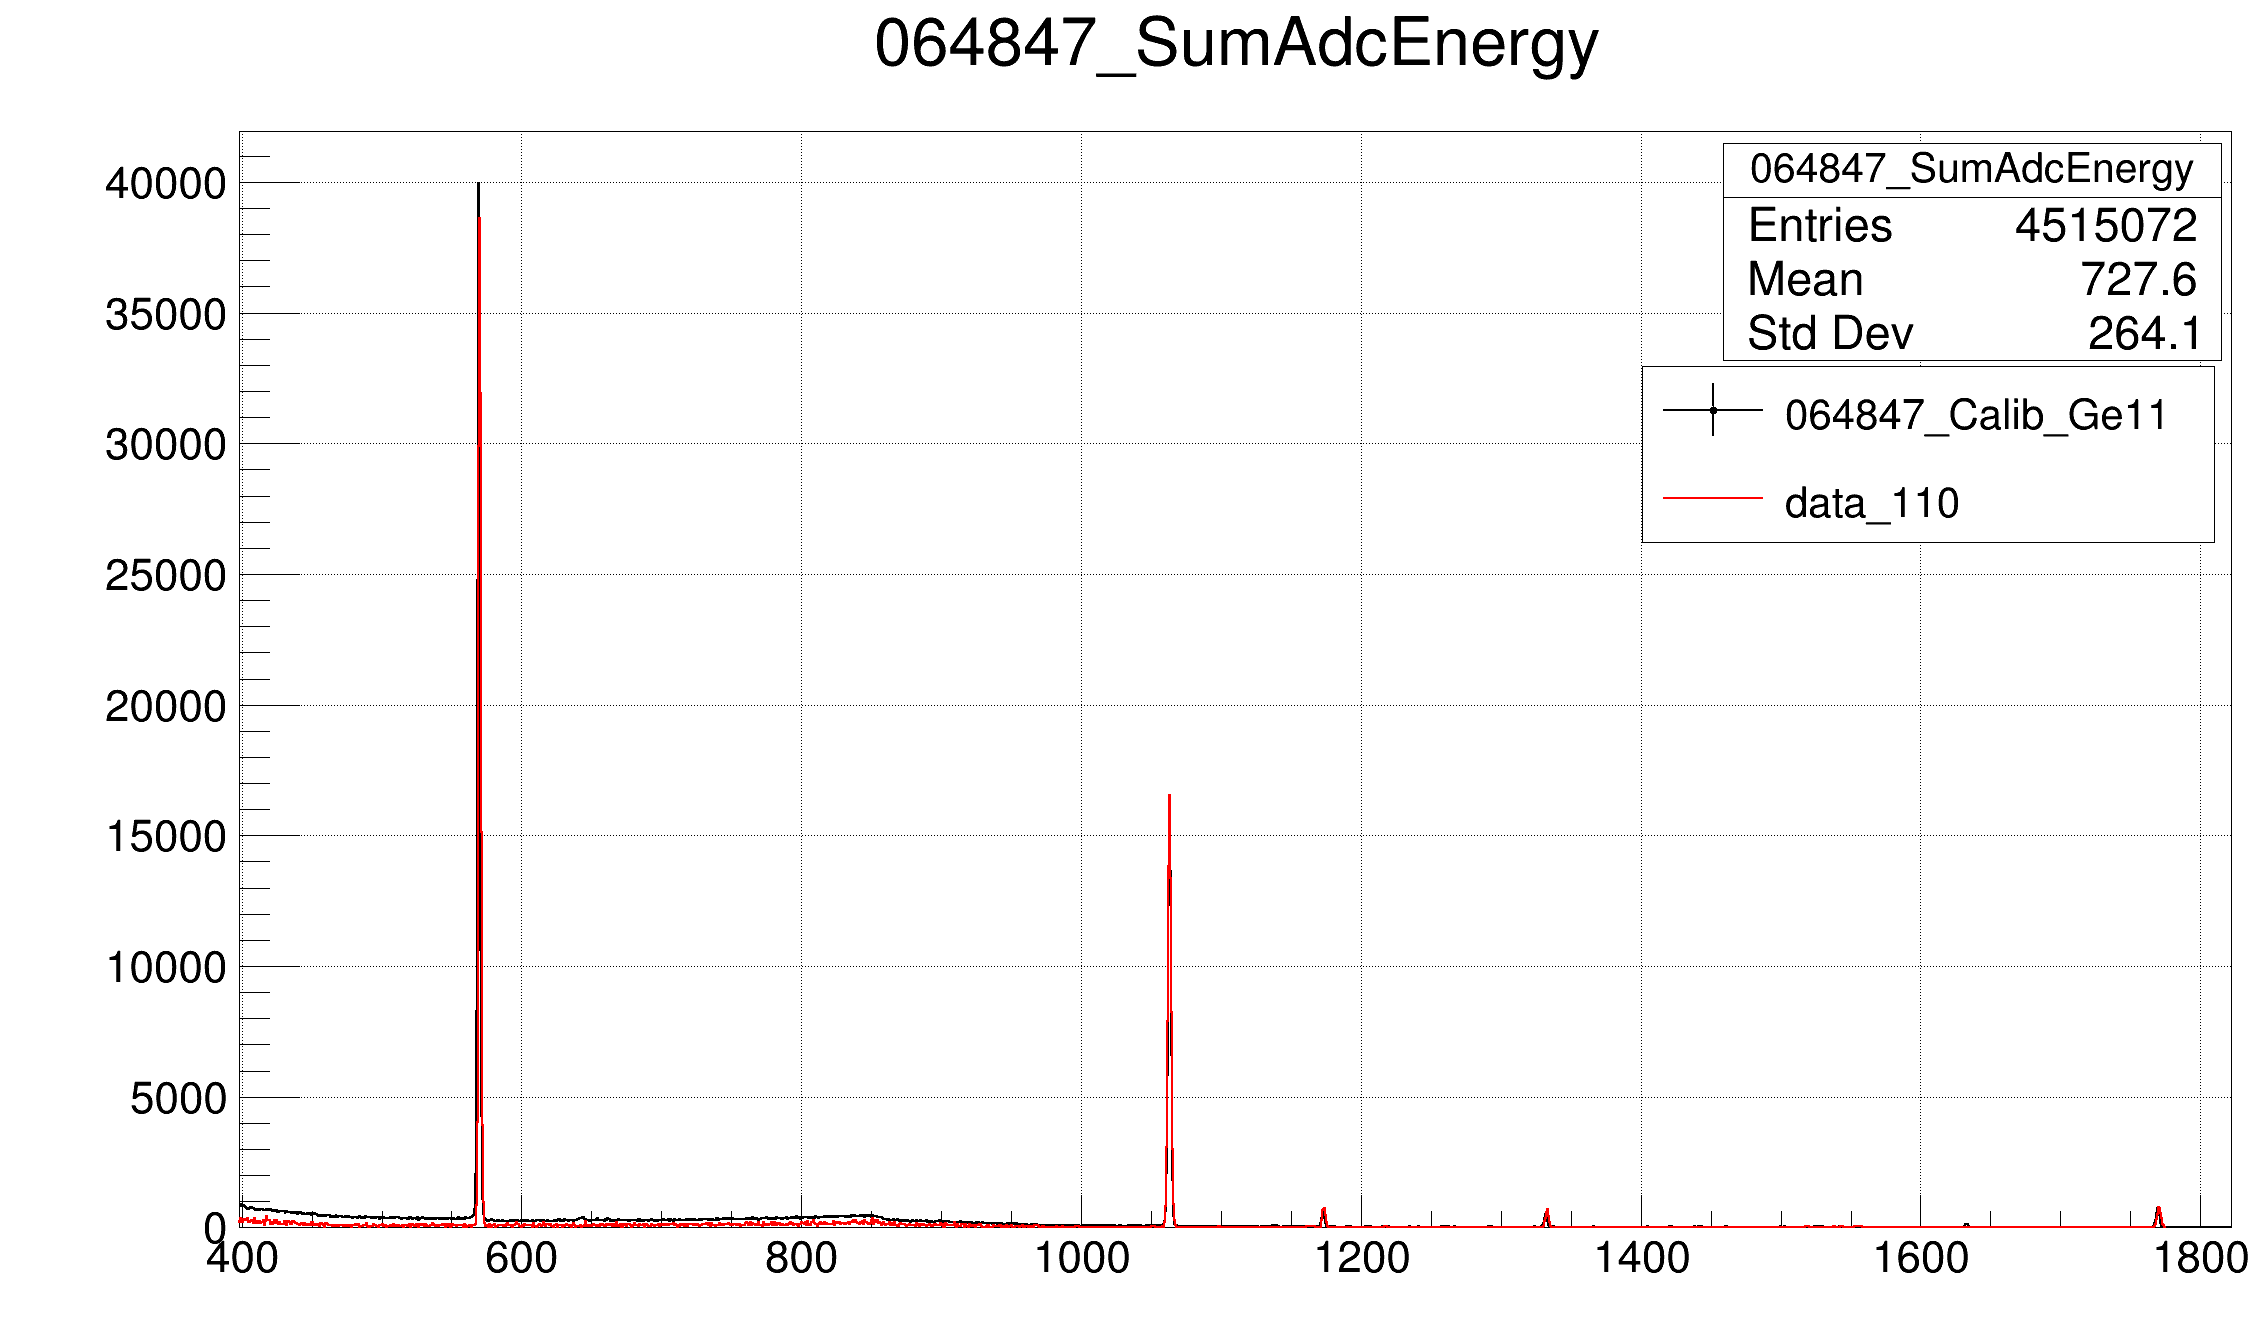 064847_SumAdcEnergy
064847_SumAdcEnergy
Entries 4515072
Mean 727.6
Std Dev 264.1
064847_Calib_Ge11
data_110
40000
35000
30000
25000
20000
15000
10000
5000
0
400 600 800 1000 1200 1400 1600 1800